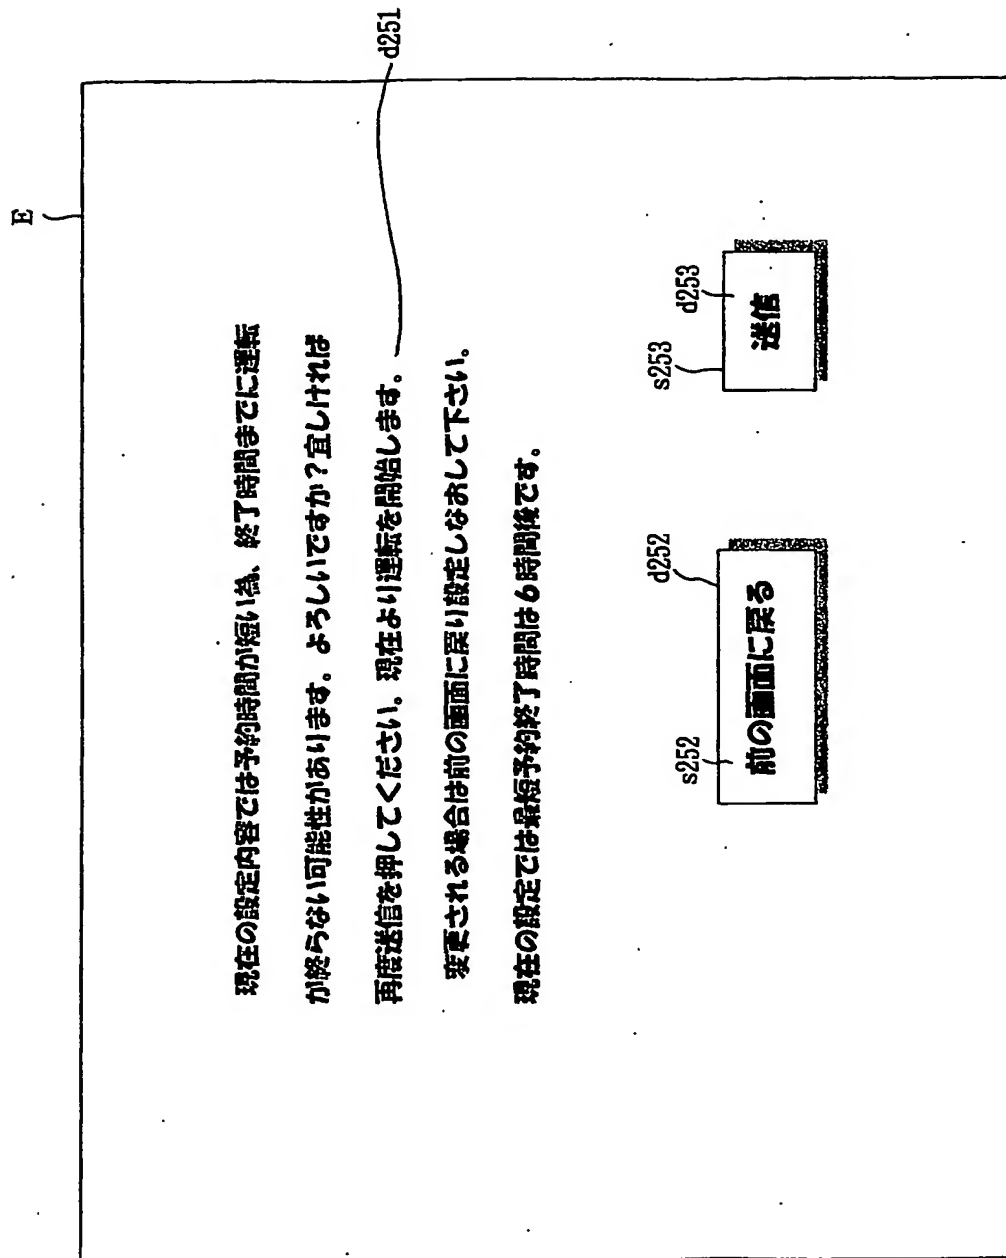 E
現在の設定内容では予約時間が短い為、終了時間までに運転
が終らない可能性があります。よろしいですか？宜しければ
再度送信を押してください。現在より運転を開始します。
d251
変更される場合は前の画面に戻り設定しなおして下さい。
現在の設定では最短予約終了時間は6時間後です。
s252
d252
前の画面に戻る
s253
d253
送信